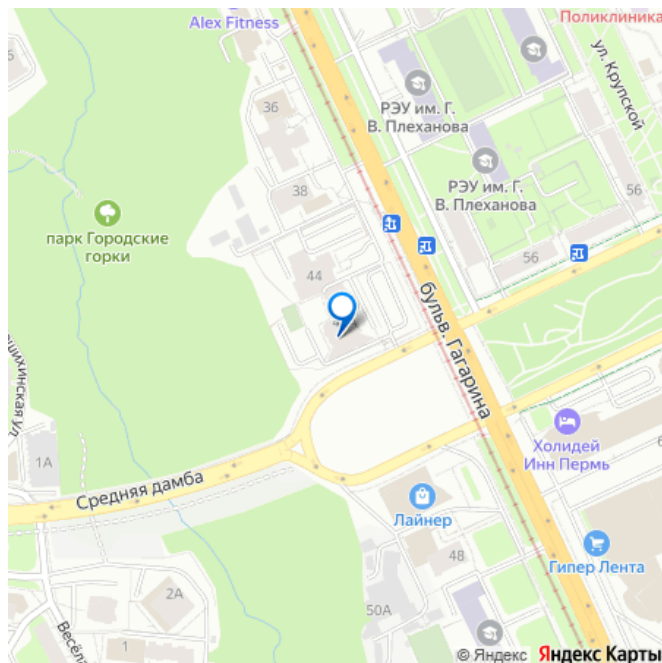 Alex Fitness
Поликлиника
ул. Крупской
36
РЭУ им. Г.
В. Плеханова
РЭУ им. Г.
В. Плеханова
38
56
парк Городские
горки
56
44
бульв. Гагарина
1А
Средняя дамба
Холидей
Инн Пермь
Лайнер
48
Гипер Лента
2А
50А
1
© Яндекс Яндекс Карты